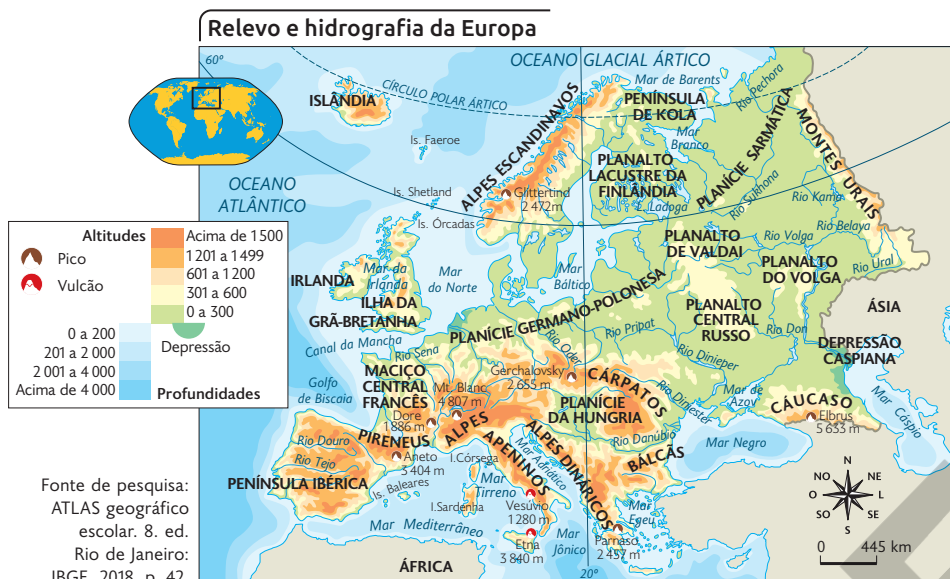 Relevo e hidrografia da Europa
60°
OCEANO GLACIAL ÁRTICO
CÍRCULO POLAR ÁRTICO
Mar de Barents
Rio Pechora
ISLÂNDIA
PENÍNSULA
DE KOLA
Mar
Branco
Is. Faeroe
ALPES ESCANDINAVOS
PLANÍCIE SARMÁTICA
MONTES URAIS
PLANALTO
LACUSTRE DA
FINLÂNDIA
L. Ladoga
OCEANO
ATLÂNTICO
Is. Shetland
Glittertind
2 472m
Rio Sukhona
Rio Kama
Is. Órcadas
Rio Belaya
PLANALTO
DE VALDAI
Rio Volga
PLANALTO
DO VOLGA
Rio Ural
Altitudes
Acima de 1 500
1 201 a 1 499
601 a 1 200
301 a 600
0 a 300
Pico
Vulcão
Depressão
0 a 200
201 a 2 000
2 001 a 4 000
Acima de 4 000
Profundidades
IRLANDA
Mar da
Irlanda
ILHA DA
GRÃ-BRETANHA
Mar
do Norte
Mar
Báltico
PLANÍCIE GERMANO-POLONESA
PLANALTO
CENTRAL
RUSSO
ÁSIA
Canal da Mancha
Rio Sena
Rio Oder
Rio Pripat
Rio Don
Rio Dinieper
DEPRESSÃO
CASPIANA
Golfo
de Biscaia
MACIÇO
CENTRAL
FRANCÊS
Dore
1 886 m
Mt. Blanc
4 807 m
Gerchalovsky
2 655 m
CÁRPATOS
PLANÍCIE
DA HUNGRIA
Rio Dniester
Mar de
Azov
CÁUCASO
Elbrus
5 633 m
Mar Cáspio
Rio Douro
Rio Tejo
PIRENEUS
Aneto
3 404 m
ALPES
APENINOS
ALPES DINÁRICOS
Mar Adriático
Rio Danúbio
BÁLCÃS
Mar Negro
PENÍNSULA IBÉRICA
Is. Baleares
I.Córsega
I.Sardenha
Mar
Tirreno
Vesúvio
1 280 m
Etna
3 840 m
Mar
Jônico
Mar
Egeu
Parnaso
2 457 m
Mar Mediterrâneo
ÁFRICA
20°
N
NO
NE
O
L
SO
SE
S
0
445 km
Fonte de pesquisa:
ATLAS geográfico
escolar. 8. ed.
Rio de Janeiro:
IBGE, 2018. p. 42.